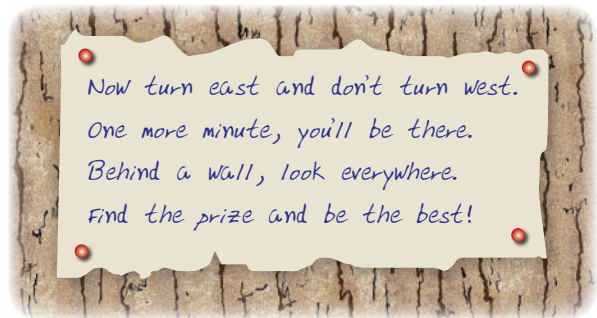 Now turn east and don't turn west.
One more minute, you'll be there.
Behind a wall, look everywhere.
Find the prize and be the best!